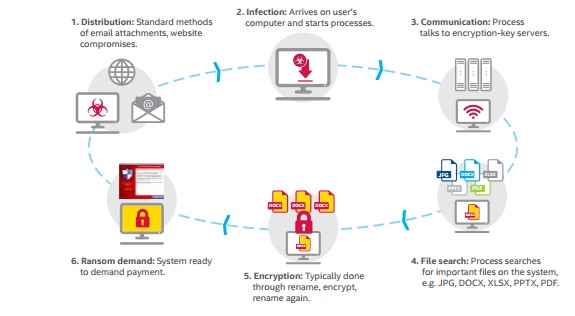 1. Distribution: Standard methods
of email attachments, website
compromises.
2. Infection: Arrives on user's
computer and starts processes.
3. Communication: Process
talks to encryption-key servers.
@
JPG
DOCX
XLSX
PPTX
PDF
DOCX
DOCX
DOCX
6. Ransom demand: System ready
to demand payment.
5. Encryption: Typically done
through rename, encrypt,
rename again.
4. File search: Process searches
for important files on the system,
e.g. JPG, DOCX, XLSX, PPTX, PDF.